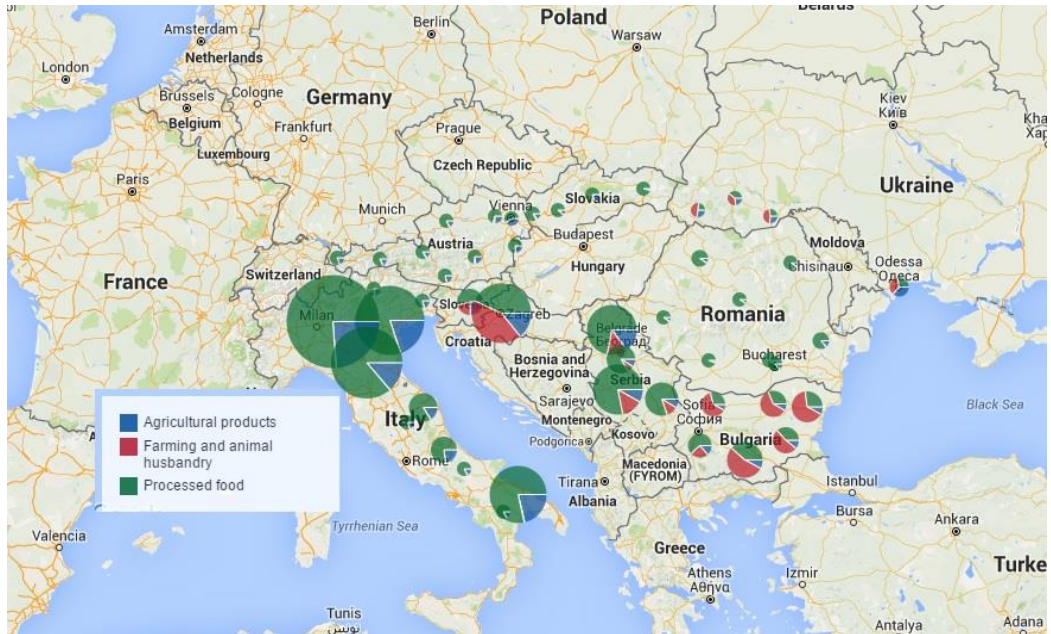 Poland
Belarus
Berlin
Amsterdam
Netherlands
Warsaw
London
Brussels
Cologne
Belgium
Germany
Kiev
Київ
Frankfurt
Luxembourg
Prague
Czech Republic
Paris
Ukraine
Slovakia
Munich
Vienna
Austria
Budapest
Moldova
Chisinau
Hungary
Odessa
Одеса
France
Switzerland
Milan
Zagreb
Croatia
Romania
Belgrade
Београд
Bosnia and
Herzegovina
Bucharest
Serbia
Sarajevo
Sofia
София
Black Sea
Montenegro
Kosovo
Bulgaria
Podgorica
Italy
Agricultural products
Farming and animal
husbandry
Processed food
Rome
Macedonia
(FYROM)
Tirana
Albania
Istanbul
Bursa
Ankara
Tyrrhenian Sea
Valencia
Greece
Izmir
Turke
Athens
Αθήνα
Tunis
تونس
Antalya
Adana